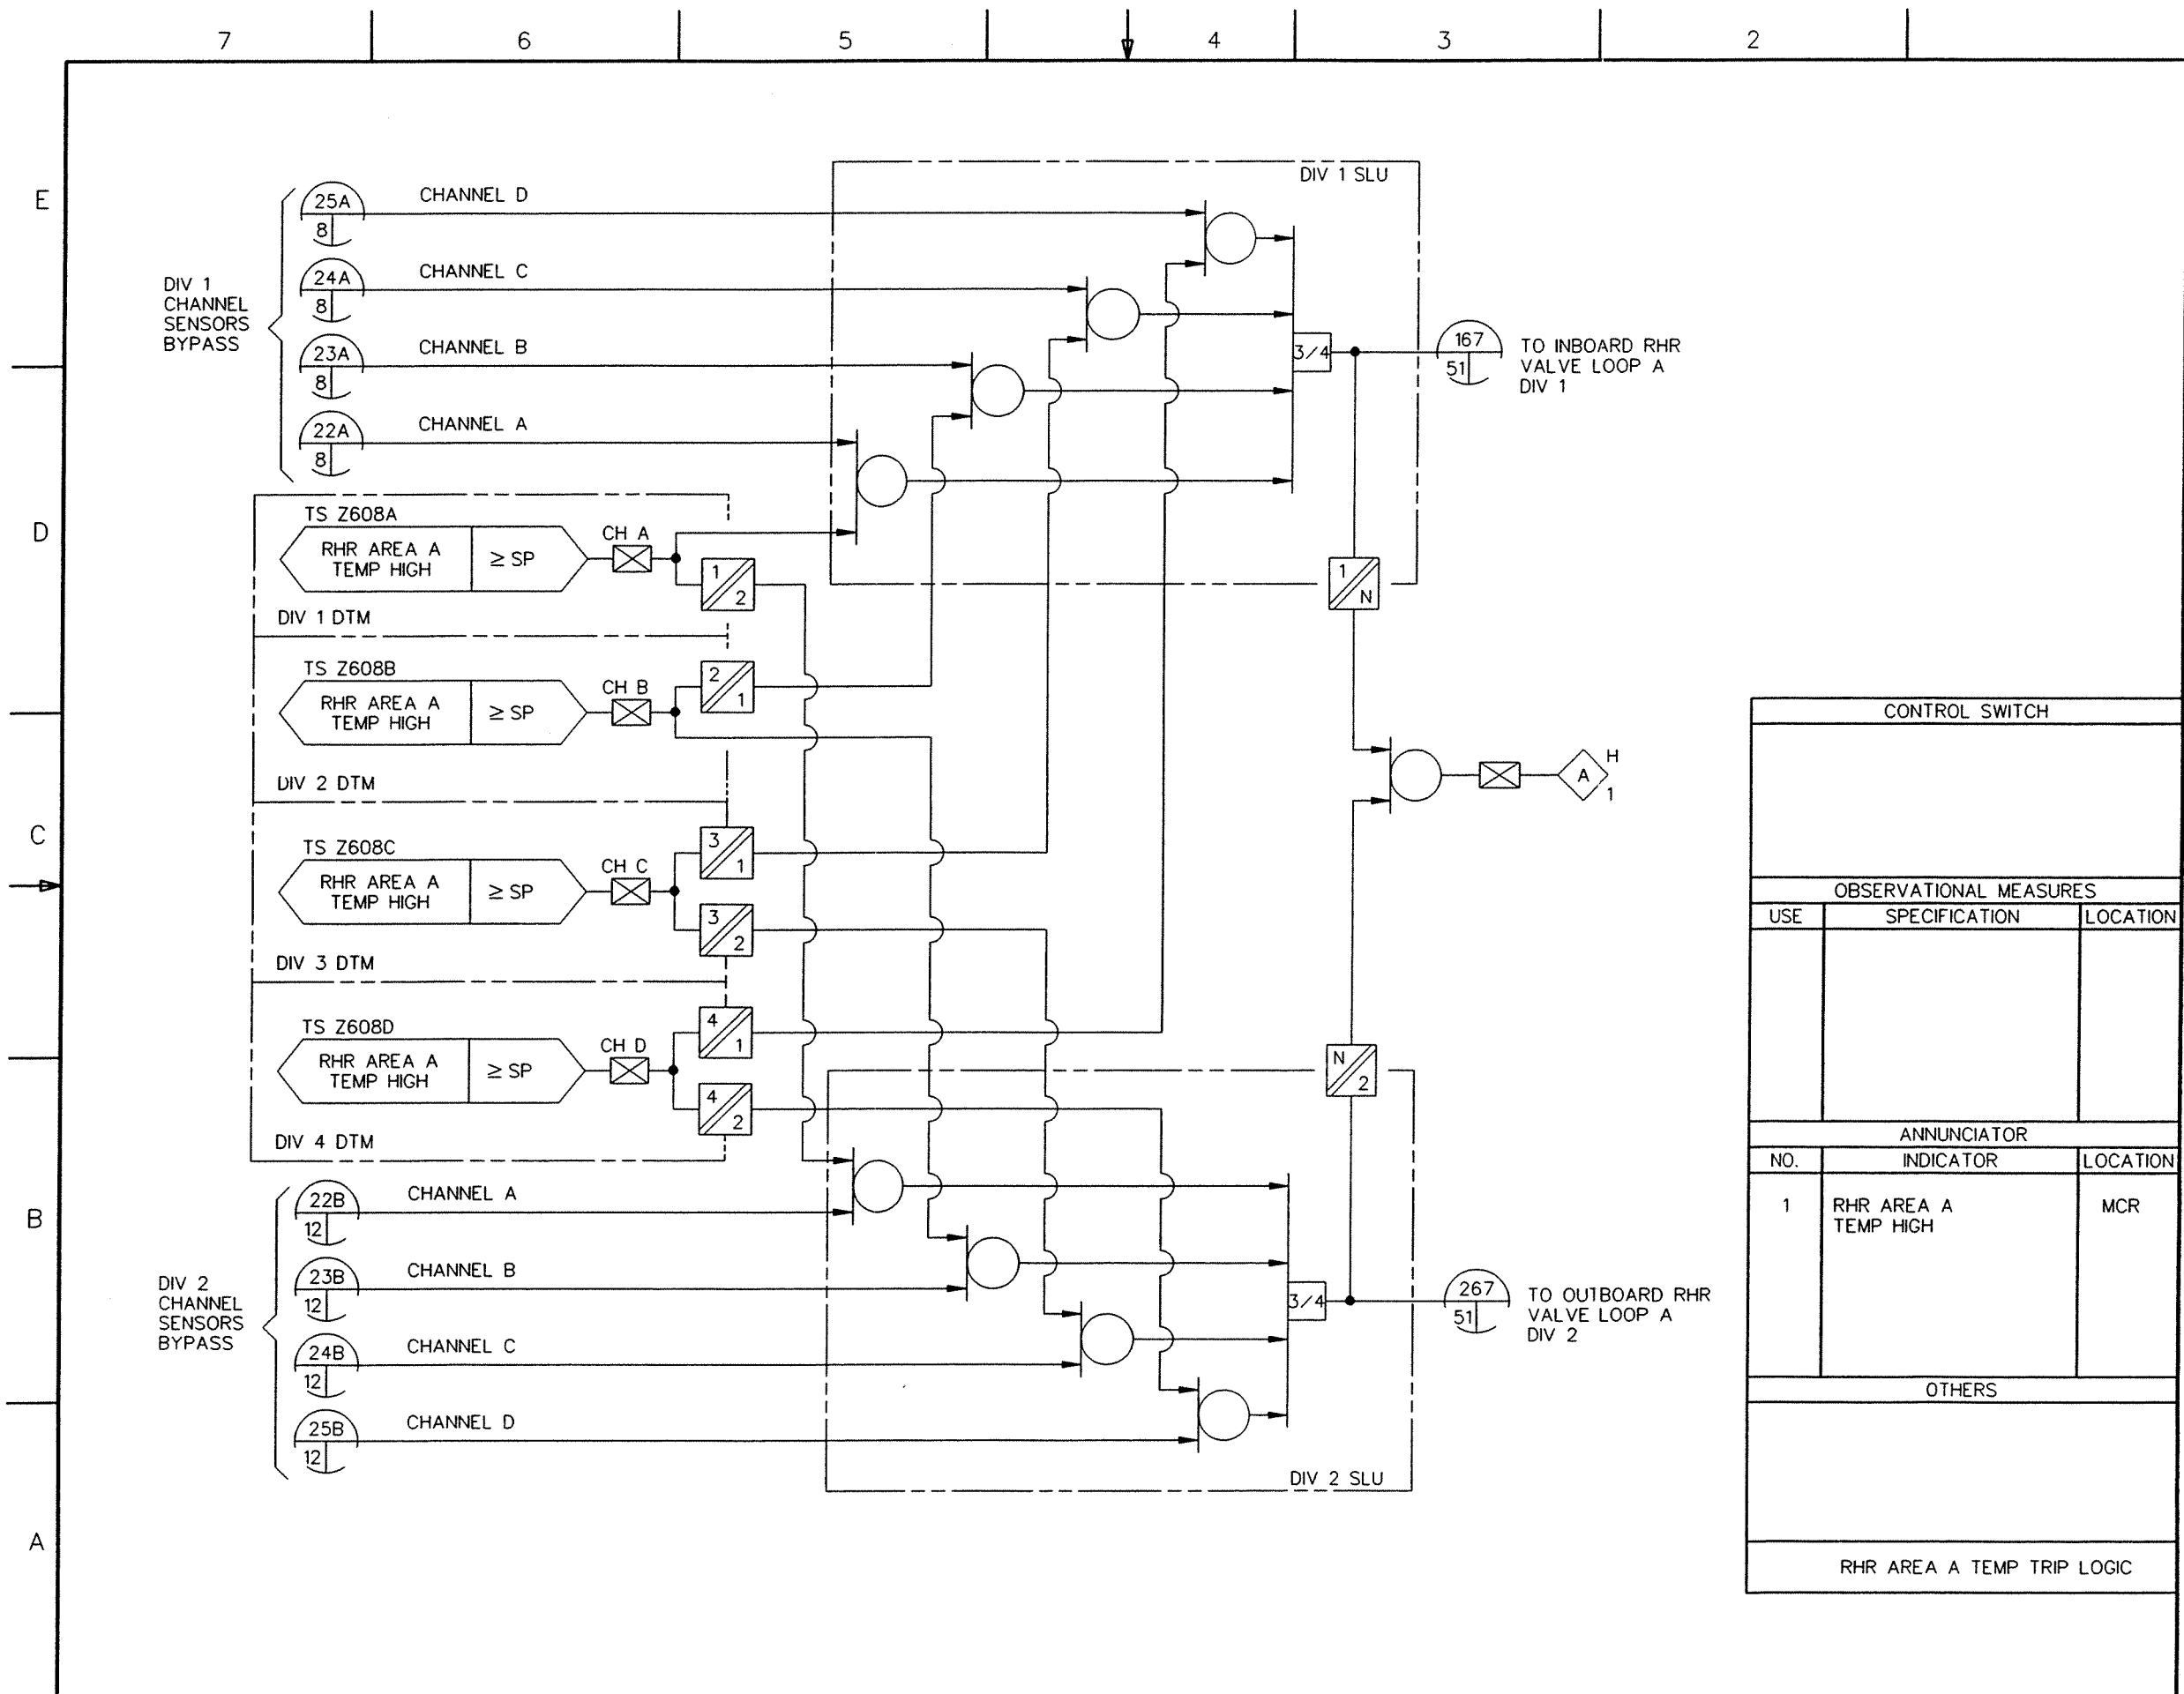 7 6 5 4 3 2
E
D
C
B
A
DIV 1
CHANNEL
SENSORS
BYPASS
25A
8
CHANNEL D
24A
8
CHANNEL C
23A
8
CHANNEL B
22A
8
CHANNEL A
DIV 1 SLU
3/4
167
51
TO INBOARD RHR
VALVE LOOP A
DIV 1
TS Z608A
RHR AREA A
TEMP HIGH
≥ SP
CH A
1
2
DIV 1 DTM
1
N
TS Z608B
RHR AREA A
TEMP HIGH
≥ SP
CH B
2
1
DIV 2 DTM
A
H
1
TS Z608C
RHR AREA A
TEMP HIGH
≥ SP
CH C
3
1
3
2
DIV 3 DTM
TS Z608D
RHR AREA A
TEMP HIGH
≥ SP
CH D
4
1
4
2
DIV 4 DTM
N
2
DIV 2
CHANNEL
SENSORS
BYPASS
22B
12
CHANNEL A
23B
12
CHANNEL B
24B
12
CHANNEL C
25B
12
CHANNEL D
3/4
267
51
TO OUTBOARD RHR
VALVE LOOP A
DIV 2
DIV 2 SLU
CONTROL SWITCH
OBSERVATIONAL MEASURES
USE SPECIFICATION LOCATION
ANNUNCIATOR
NO. INDICATOR LOCATION
1 RHR AREA A MCR
TEMP HIGH
OTHERS
RHR AREA A TEMP TRIP LOGIC